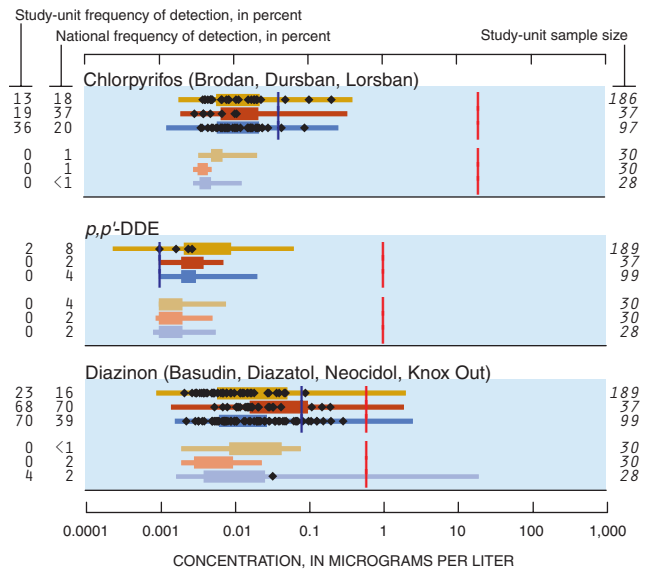 Study-unit frequency of detection, in percent
National frequency of detection, in percent
Study-unit sample size
Chlorpyrifos (Brodan, Dursban, Lorsban)
13 18 186
19 37 37
36 20 97
0 1 30
0 1 30
0 <1 28
p,p'-DDE
2 8 189
0 2 37
0 4 99
0 4 30
0 2 30
0 2 28
Diazinon (Basudin, Diazatol, Neocidol, Knox Out)
23 16 189
68 70 37
70 39 99
0 <1 30
0 2 30
4 2 28
0.0001 0.001 0.01 0.1 1 10 100 1,000
CONCENTRATION, IN MICROGRAMS PER LITER